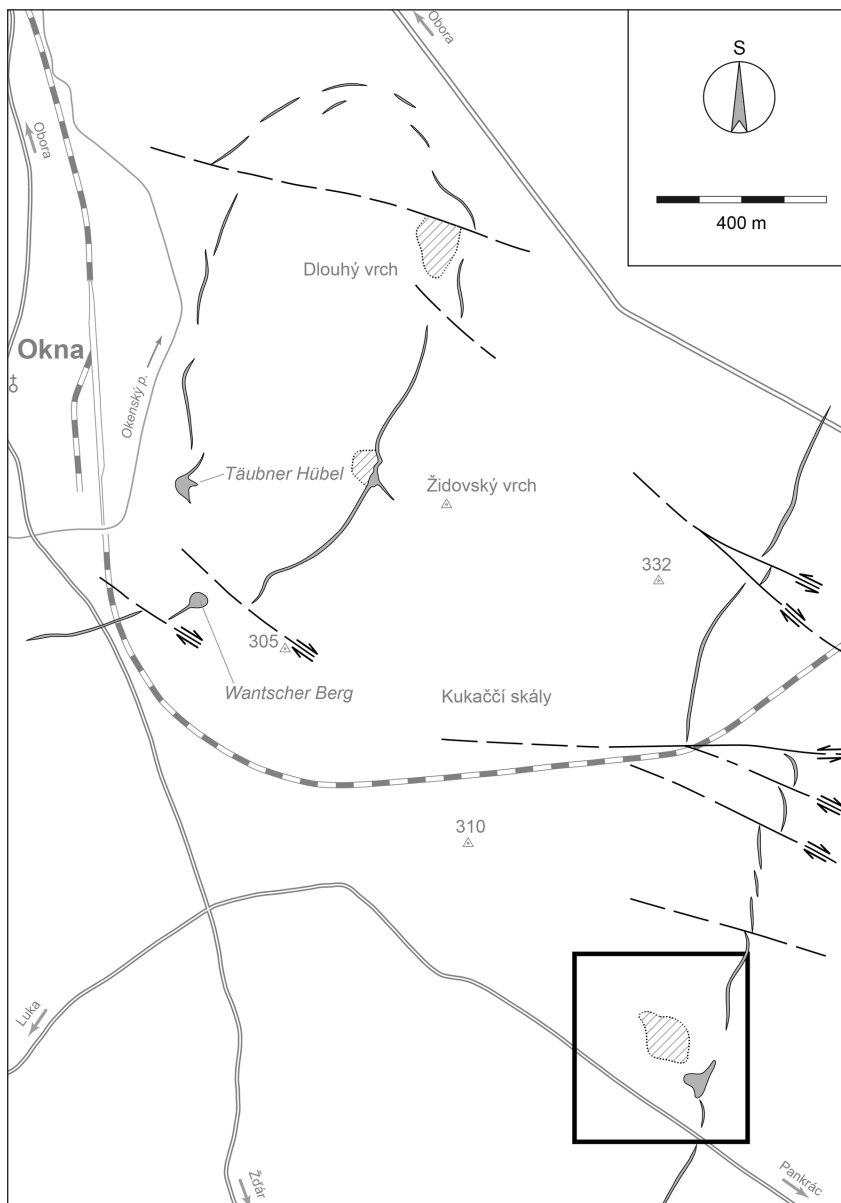 Obora
S
400 m
Obora
Dlouhý vrch
Okna
Okenský p.
Täubner Hübel
Židovský vrch
332
305
Wantscher Berg
Kukaččí skály
310
Luka
Žďár
Pankrác